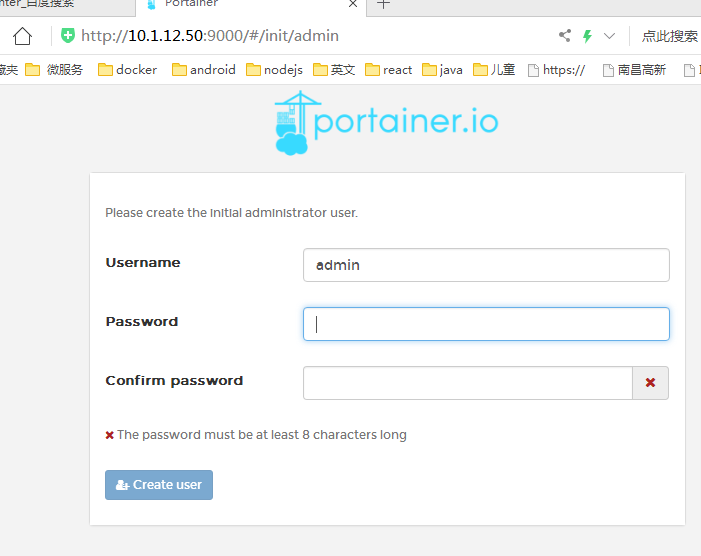 nter_百度搜索 Portainer
http://10.1.12.50:9000/#/init/admin 点此搜索
藏夹 微服务 docker android nodejs 英文 react java 儿童 https:// 南昌高新
portainer.io
Please create the initial administrator user.
Username admin
Password
Confirm password
The password must be at least 8 characters long
Create user